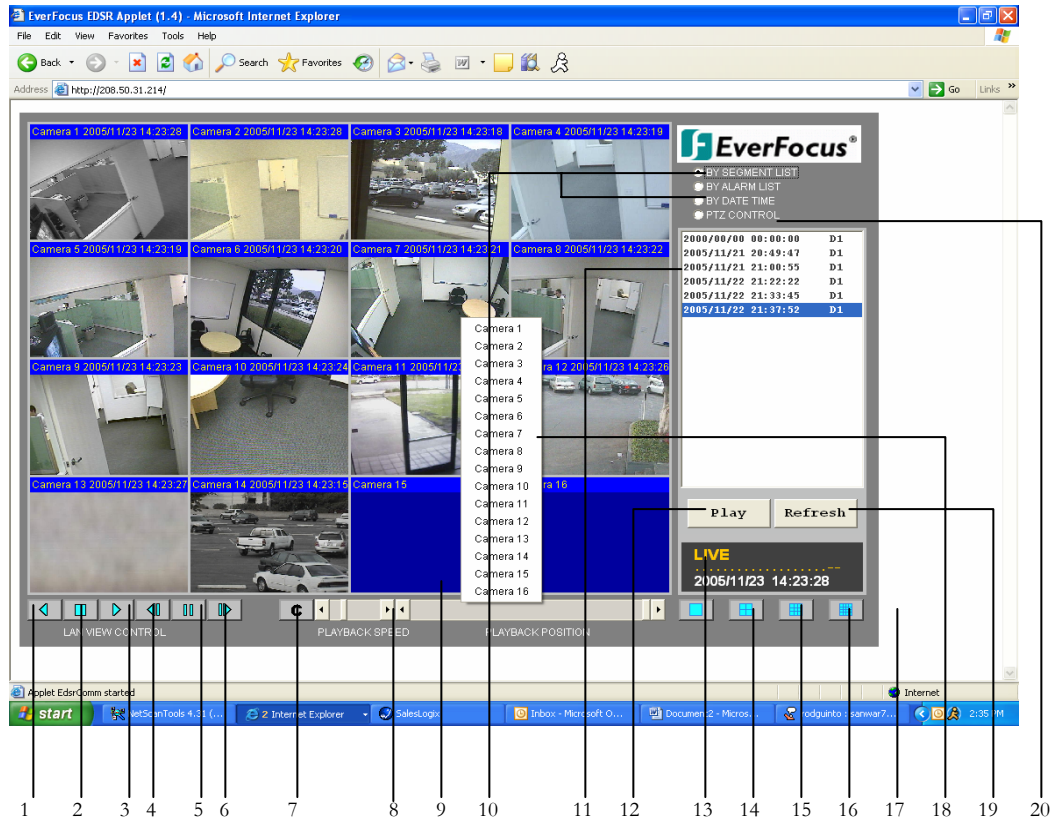 EverFocus EDSR Applet (1.4) - Microsoft Internet Explorer
File Edit View Favorites Tools Help
Back Search Favorites
Address http://208.50.31.214/ Go Links »
Camera 1 2005/11/23 14:23:28 Camera 2 2005/11/23 14:23:28 Camera 3 2005/11/23 14:23:18 Camera 4 2005/11/23 14:23:19
EverFocus®
BY SEGMENT LIST
BY ALARM LIST
BY DATE TIME
PTZ CONTROL
Camera 5 2005/11/23 14:23:19 Camera 6 2005/11/23 14:23:20 Camera 7 2005/11/23 14:23:21 Camera 8 2005/11/23 14:23:22
2000/00/00 00:00:00 D1
2005/11/21 20:49:47 D1
2005/11/21 21:00:55 D1
2005/11/22 21:22:22 D1
2005/11/22 21:33:45 D1
2005/11/22 21:37:52 D1
Camera 9 2005/11/23 14:23:23 Camera 10 2005/11/23 14:23:24 Camera 11 2005/11/2 ra 12 2005/11/23 14:23:26
Camera 13 2005/11/23 14:23:27 Camera 14 2005/11/23 14:23:15 Camera 15 ra 16
Camera 1
Camera 2
Camera 3
Camera 4
Camera 5
Camera 6
Camera 7
Camera 8
Camera 9
Camera 10
Camera 11
Camera 12
Camera 13
Camera 14
Camera 15
Camera 16
Play Refresh
LIVE
2005/11/23 14:23:28
LAN VIEW CONTROL PLAYBACK SPEED PLAYBACK POSITION
Applet EdsrComm started Internet
start NetScanTools 4.31 (... 2 Internet Explorer SalesLogix Inbox - Microsoft O... Document2 - Micros... rodguinto : sanwar7... 2:35 PM
1 2 3 4 5 6 7 8 9 10 11 12 13 14 15 16 17 18 19 20